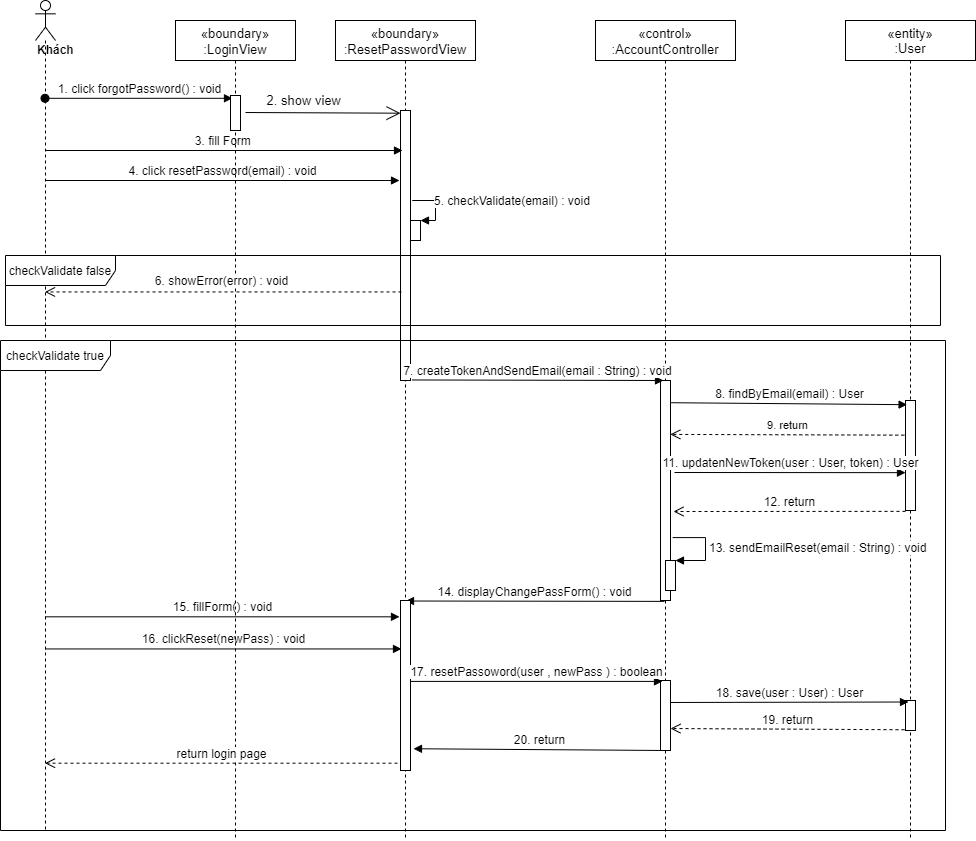 Khách
«boundary»
:LoginView
«boundary»
:ResetPasswordView
«control»
:AccountController
«entity»
:User
1. click forgotPassword() : void
2. show view
3. fill Form
4. click resetPassword(email) : void
5. checkValidate(email) : void
checkValidate false
6. showError(error) : void
checkValidate true
7. createTokenAndSendEmail(email : String) : void
8. findByEmail(email) : User
9. return
11. updatenNewToken(user : User, token) : User
12. return
13. sendEmailReset(email : String) : void
14. displayChangePassForm() : void
15. fillForm() : void
16. clickReset(newPass) : void
17. resetPassoword(user , newPass ) : boolean
18. save(user : User) : User
19. return
20. return
return login page